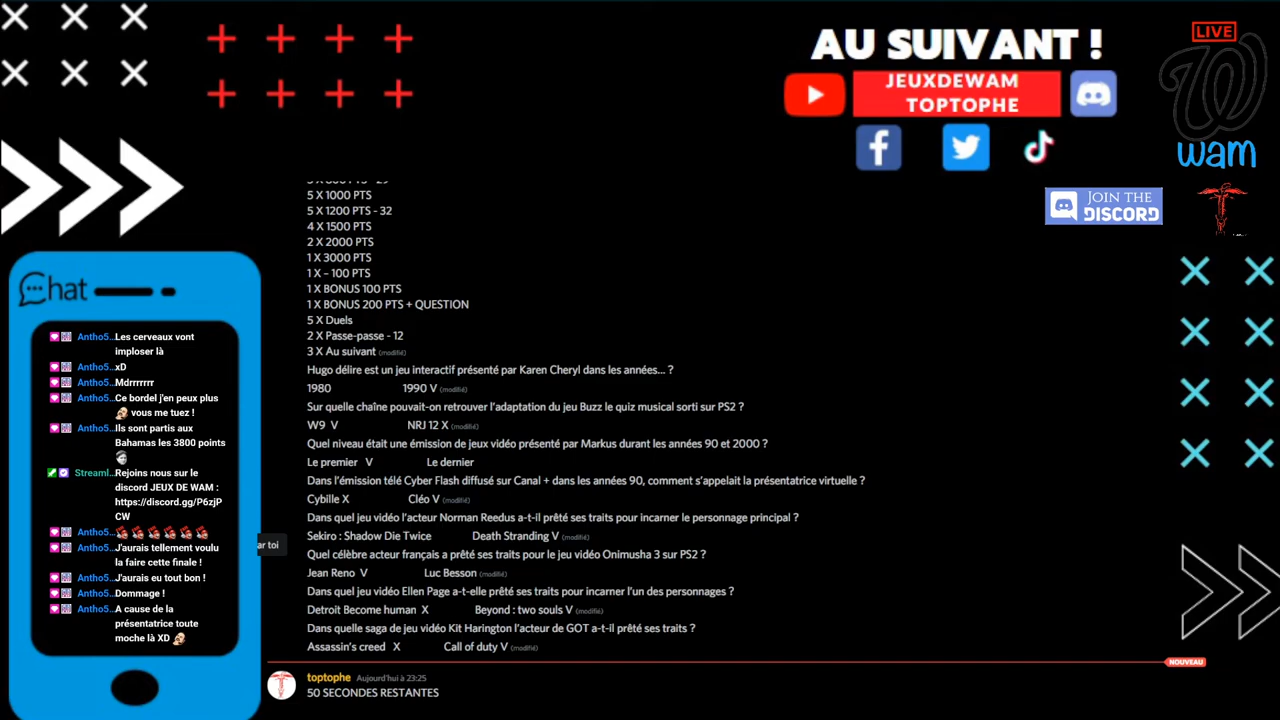 AU SUIVANT !
LIVE
JEUXDEWAM
TOPTOPHE
wam
JOIN THE
DISCORD
5 X 1000 PTS
5 X 1200 PTS - 32
4 X 1500 PTS
2 X 2000 PTS
1 X 3000 PTS
1 X – 100 PTS
1 X BONUS 100 PTS
1 X BONUS 200 PTS + QUESTION
5 X Duels
2 X Passe-passe - 12
3 X Au suivant (modifié)
Hugo délire est un jeu interactif présenté par Karen Cheryl dans les années… ?
1980 1990 V (modifié)
Sur quelle chaîne pouvait-on retrouver l'adaptation du jeu Buzz le quiz musical sorti sur PS2 ?
W9 V NRJ 12 X (modifié)
Quel niveau était une émission de jeux vidéo présenté par Markus durant les années 90 et 2000 ?
Le premier V Le dernier
Dans l'émission télé Cyber Flash diffusé sur Canal + dans les années 90, comment s'appelait la présentatrice virtuelle ?
Cybille X Cléo V (modifié)
Dans quel jeu vidéo l'acteur Norman Reedus a-t-il prêté ses traits pour incarner le personnage principal ?
Sekiro : Shadow Die Twice Death Stranding V (modifié)
Quel célèbre acteur français a prêté ses traits pour le jeu vidéo Onimusha 3 sur PS2 ?
Jean Reno V Luc Besson (modifié)
Dans quel jeu vidéo Ellen Page a-t-elle prêté ses traits pour incarner l'un des personnages ?
Detroit Become human X Beyond : two souls V (modifié)
Dans quelle saga de jeu vidéo Kit Harington l'acteur de GOT a-t-il prêté ses traits ?
Assassin's creed X Call of duty V (modifié)
NOUVEAU
toptophe Aujourd'hui à 23:25
50 SECONDES RESTANTES
ar toi
Chat
Antho5... Les cerveaux vont
imploser là
Antho5... xD
Antho5... Mdrrrrrrr
Antho5... Ce bordel j'en peux plus
vous me tuez !
Antho5... Ils sont partis aux
Bahamas les 3800 points
Streaml... Rejoins nous sur le
discord JEUX DE WAM :
https://discord.gg/P6zjP
CW
Antho5...
Antho5... J'aurais tellement voulu
la faire cette finale !
Antho5... J'aurais eu tout bon !
Antho5... Dommage !
Antho5... A cause de la
présentatrice toute
moche là XD